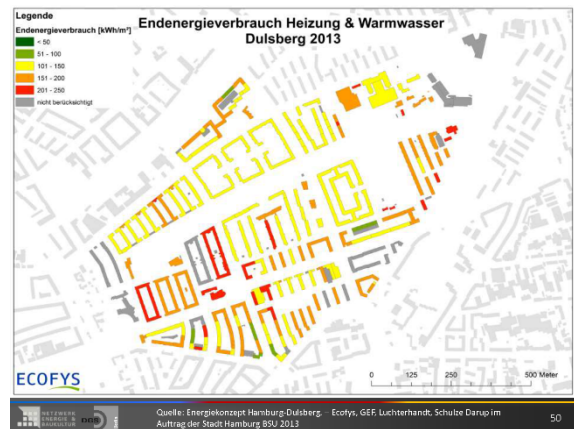 Legende
Endenergieverbrauch [kWh/m²]
< 50
51 - 100
101 - 150
151 - 200
201 - 250
nicht berücksichtigt
Endenergieverbrauch Heizung & Warmwasser
Dulsberg 2013
0 125 250 500 Meter
ECOFYS
NETZWERK
ENERGIE &
BAUKULTUR
Quelle: Energiekonzept Hamburg-Dulsberg. – Ecofys, GEF, Luchterhandt, Schulze Darup im
Auftrag der Stadt Hamburg BSU 2013
50